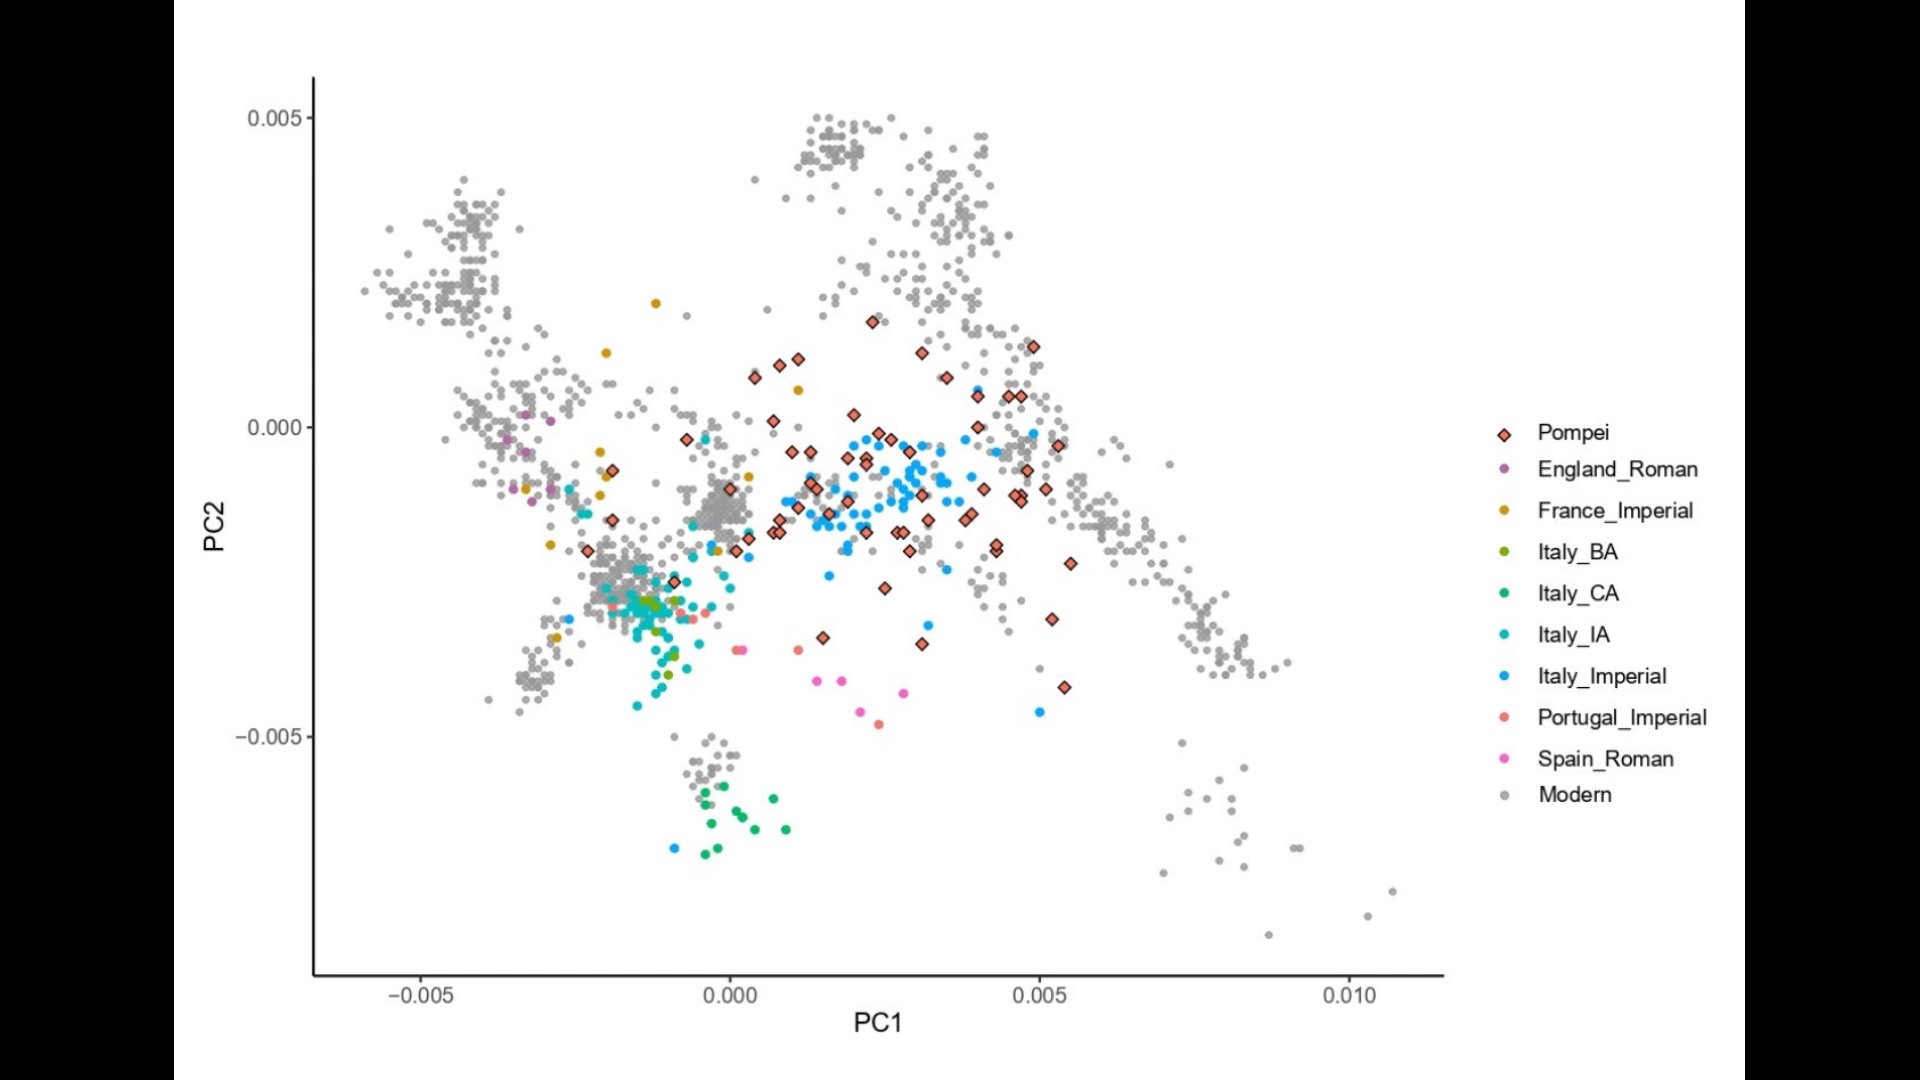 0.005
0.000
−0.005
PC2
−0.005
0.000
0.005
0.010
PC1
Pompei
England_Roman
France_Imperial
Italy_BA
Italy_CA
Italy_IA
Italy_Imperial
Portugal_Imperial
Spain_Roman
Modern